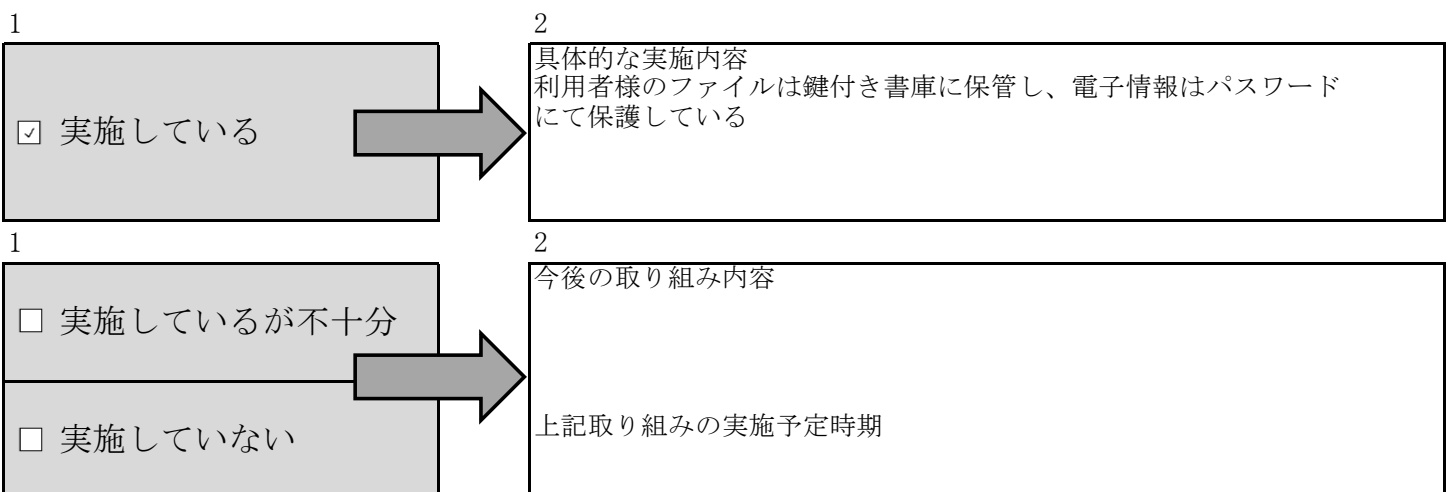 1
2
☑ 実施している
具体的な実施内容
利用者様のファイルは鍵付き書庫に保管し、電子情報はパスワード
にて保護している
1
2
☐ 実施しているが不十分
☐ 実施していない
今後の取り組み内容
上記取り組みの実施予定時期